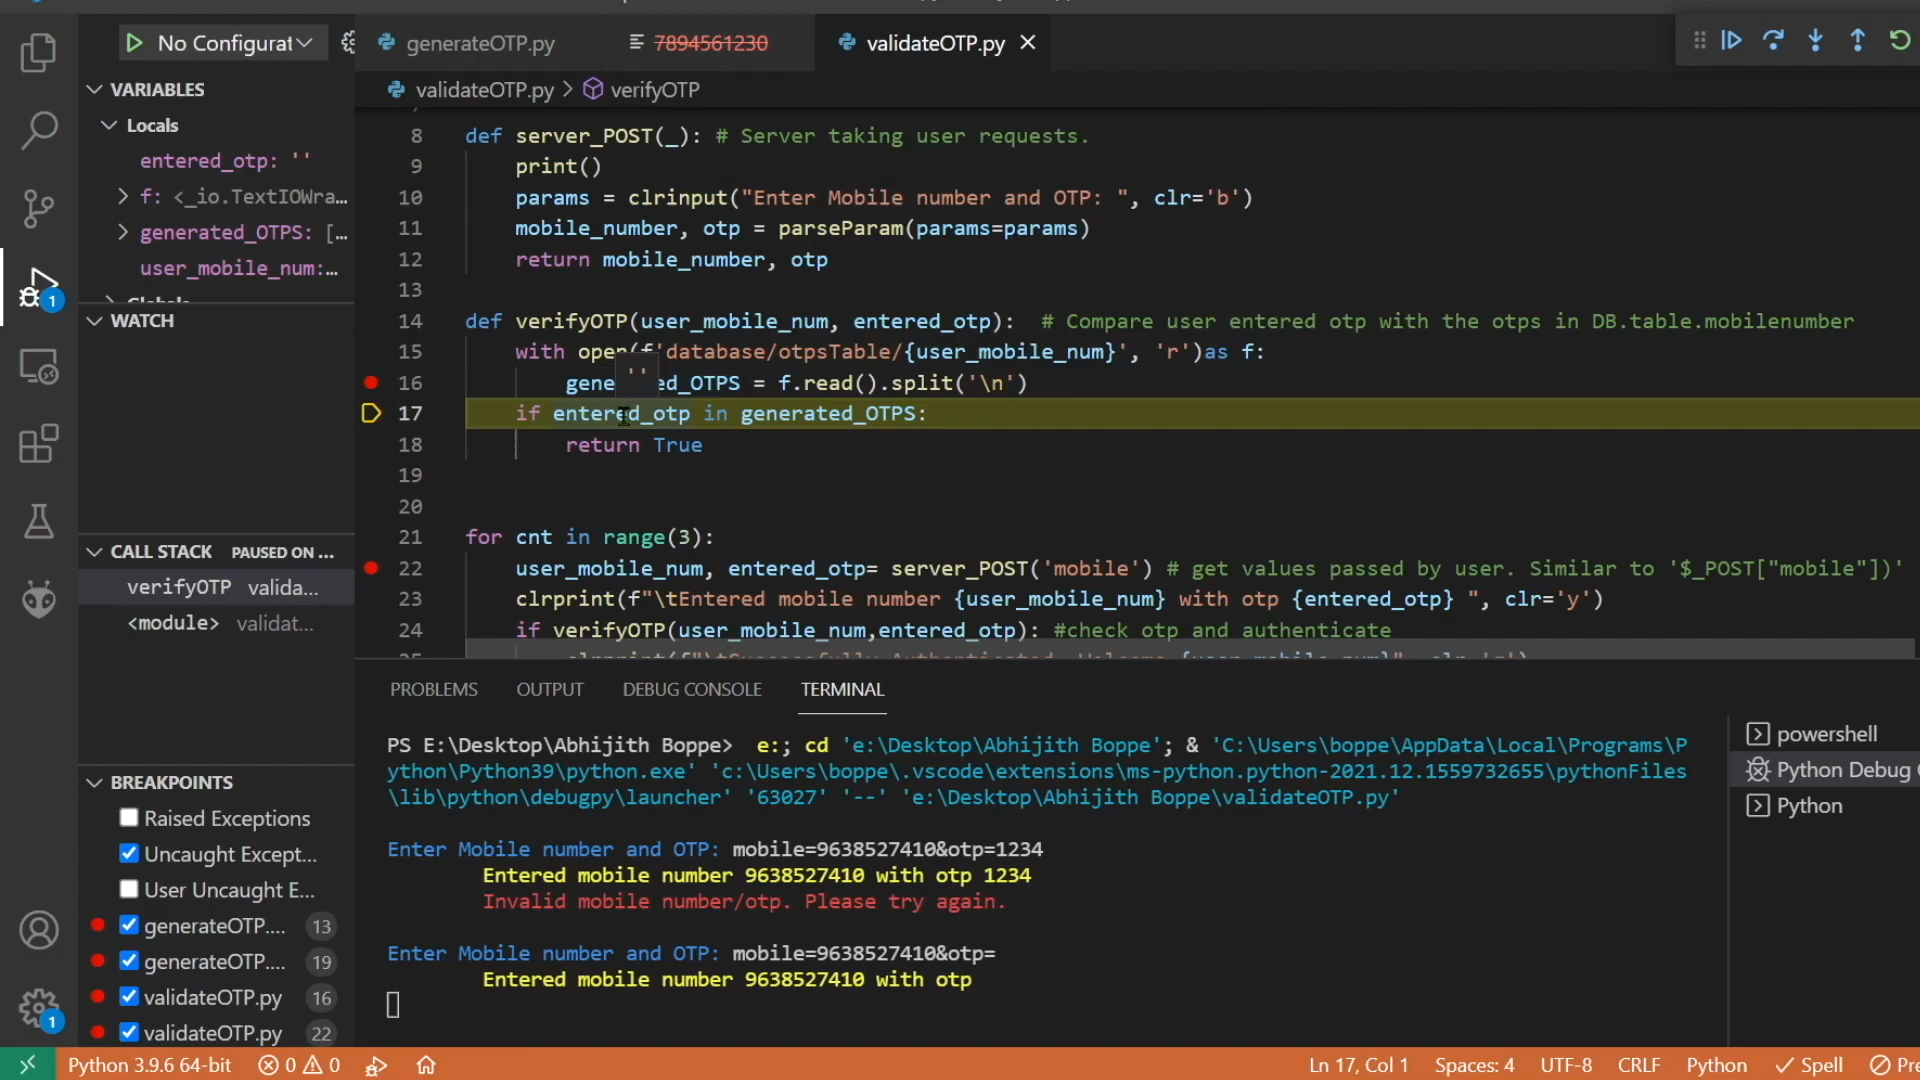 No Configurat
generateOTP.py
7894561230
validateOTP.py
VARIABLES
validateOTP.py > verifyOTP
Locals
entered_otp: ''
f: <_io.TextIOWra...
generated_OTPS: [...
user_mobile_num:...
WATCH
CALL STACK PAUSED ON ...
verifyOTP valida...
<module> validat...
BREAKPOINTS
Raised Exceptions
Uncaught Except...
User Uncaught E...
generateOTP.... 13
generateOTP.... 19
validateOTP.py 16
validateOTP.py 22
8 def server_POST(_): # Server taking user requests.
9 print()
10 params = clrinput("Enter Mobile number and OTP: ", clr='b')
11 mobile_number, otp = parseParam(params=params)
12 return mobile_number, otp
13
14 def verifyOTP(user_mobile_num, entered_otp): # Compare user entered otp with the otps in DB.table.mobilenumber
15 with open(f'database/otpsTable/{user_mobile_num}', 'r')as f:
''
16 gene ed_OTPS = f.read().split('\n')
17 if entered_otp in generated_OTPS:
18 return True
19
20
21 for cnt in range(3):
22 user_mobile_num, entered_otp= server_POST('mobile') # get values passed by user. Similar to '$_POST["mobile"])'
23 clrprint(f"\tEntered mobile number {user_mobile_num} with otp {entered_otp} ", clr='y')
24 if verifyOTP(user_mobile_num,entered_otp): #check otp and authenticate
PROBLEMS OUTPUT DEBUG CONSOLE TERMINAL
PS E:\Desktop\Abhijith Boppe> e:; cd 'e:\Desktop\Abhijith Boppe'; & 'C:\Users\boppe\AppData\Local\Programs\P
ython\Python39\python.exe' 'c:\Users\boppe\.vscode\extensions\ms-python.python-2021.12.1559732655\pythonFiles
\lib\python\debugpy\launcher' '63027' '--' 'e:\Desktop\Abhijith Boppe\validateOTP.py'
Enter Mobile number and OTP: mobile=9638527410&otp=1234
Entered mobile number 9638527410 with otp 1234
Invalid mobile number/otp. Please try again.
Enter Mobile number and OTP: mobile=9638527410&otp=
Entered mobile number 9638527410 with otp
powershell
Python Debug
Python
1
1
Python 3.9.6 64-bit 0 0
Ln 17, Col 1 Spaces: 4 UTF-8 CRLF Python Spell Pre